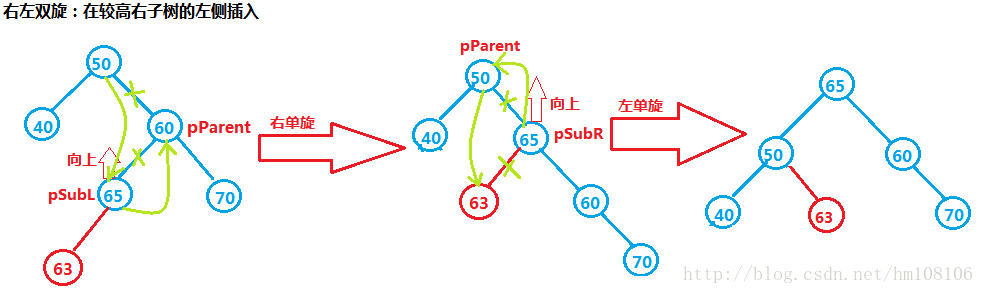 右左双旋：在较高右子树的左侧插入
50
40
60
pParent
向上
pSubL
65
70
63
右单旋
pParent
50
向上
40
65
pSubR
63
60
70
左单旋
65
50
60
40
63
70
http://blog.csdn.net/hm108106